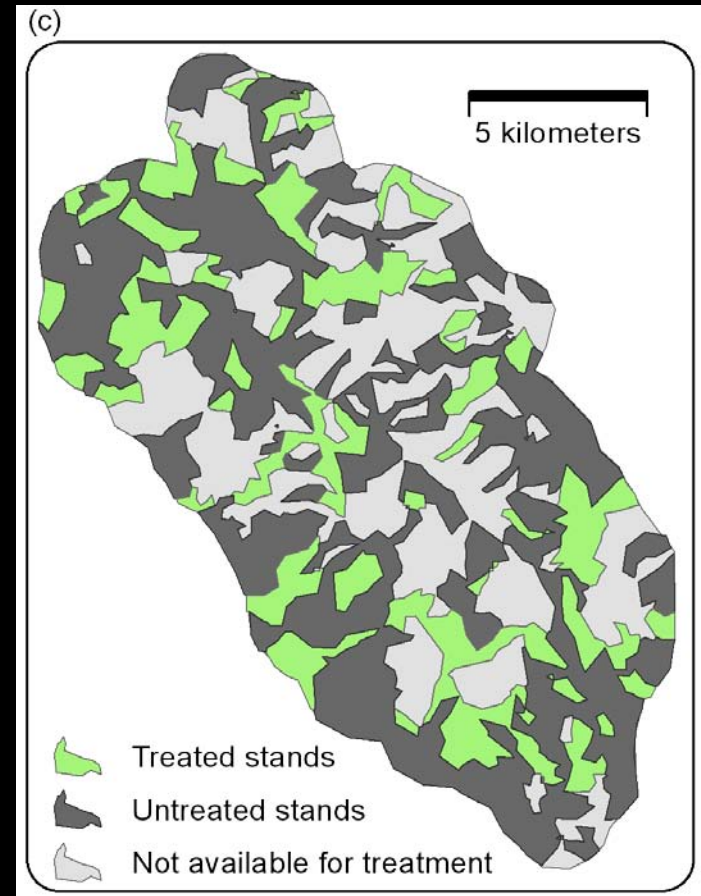 (c)
5 kilometers
Treated stands
Untreated stands
Not available for treatment